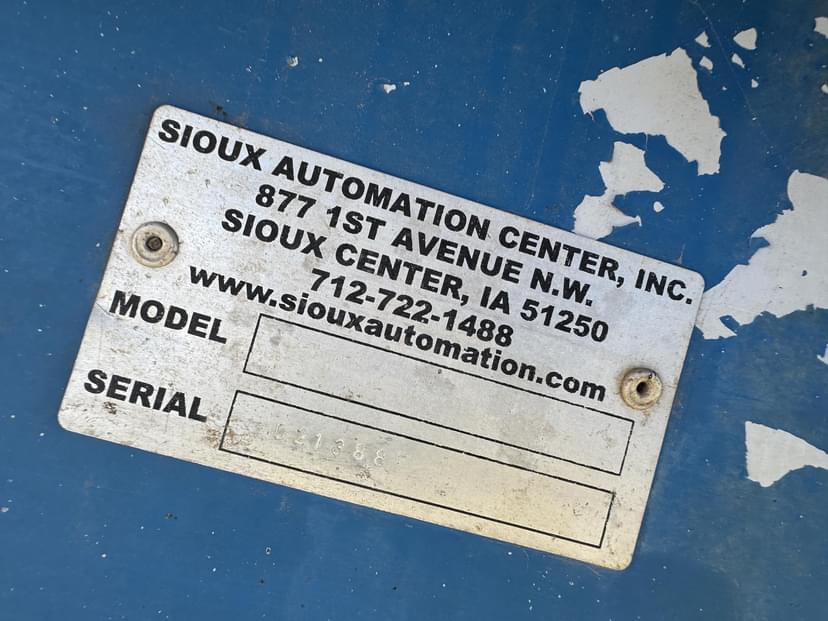 SIOUX AUTOMATION CENTER, INC.
877 1ST AVENUE N.W.
SIOUX CENTER, IA 51250
712-722-1488
www.siouxautomation.com
MODEL
SERIAL